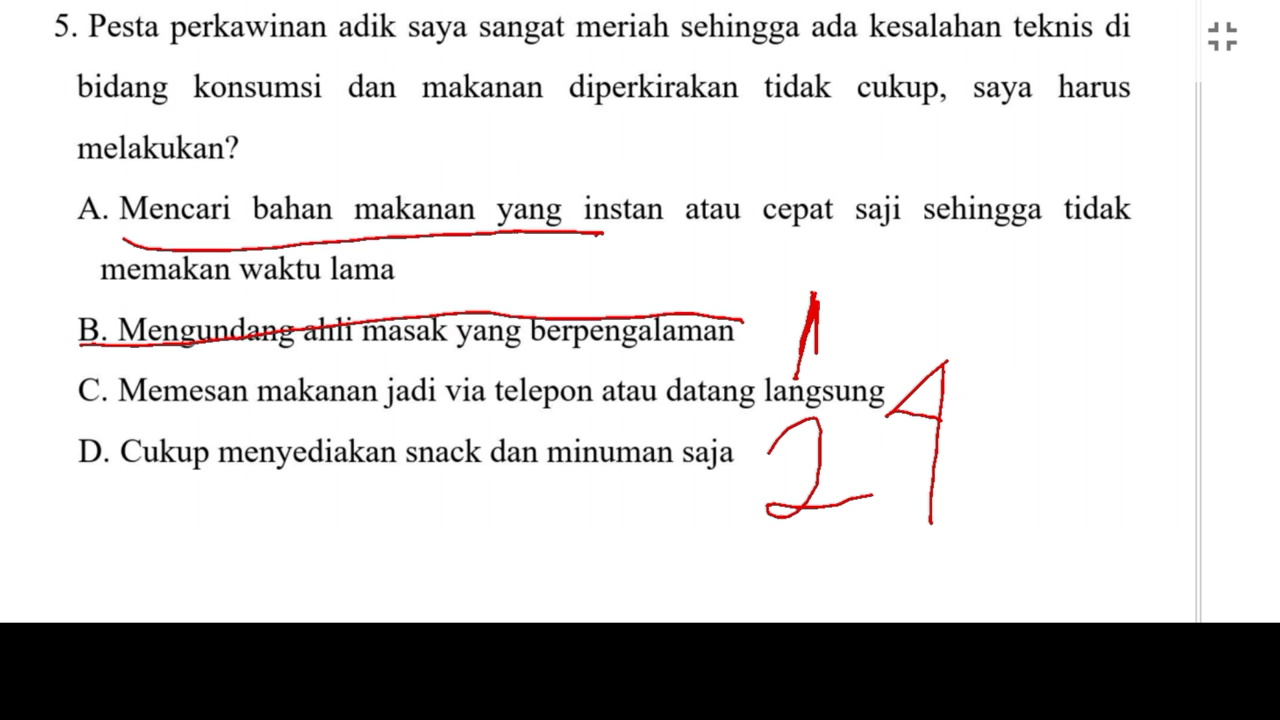 5. Pesta perkawinan adik saya sangat meriah sehingga ada kesalahan teknis di
bidang konsumsi dan makanan diperkirakan tidak cukup, saya harus
melakukan?
A. Mencari bahan makanan yang instan atau cepat saji sehingga tidak
memakan waktu lama
B. Mengundang ahli masak yang berpengalaman
1
C. Memesan makanan jadi via telepon atau datang langsung
4
D. Cukup menyediakan snack dan minuman saja
2